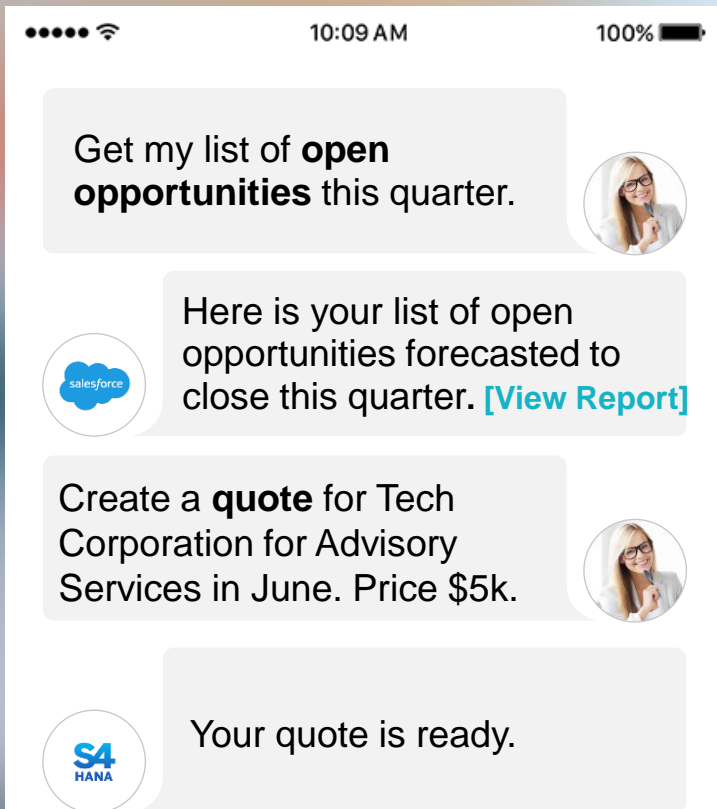 10:09 AM
100%
Get my list of open
opportunities this quarter.
Here is your list of open
salesforce
opportunities forecasted to
close this quarter. [View Report]
Create a quote for Tech
Corporation for Advisory
Services in June. Price $5k.
Your quote is ready.
S4
HANA